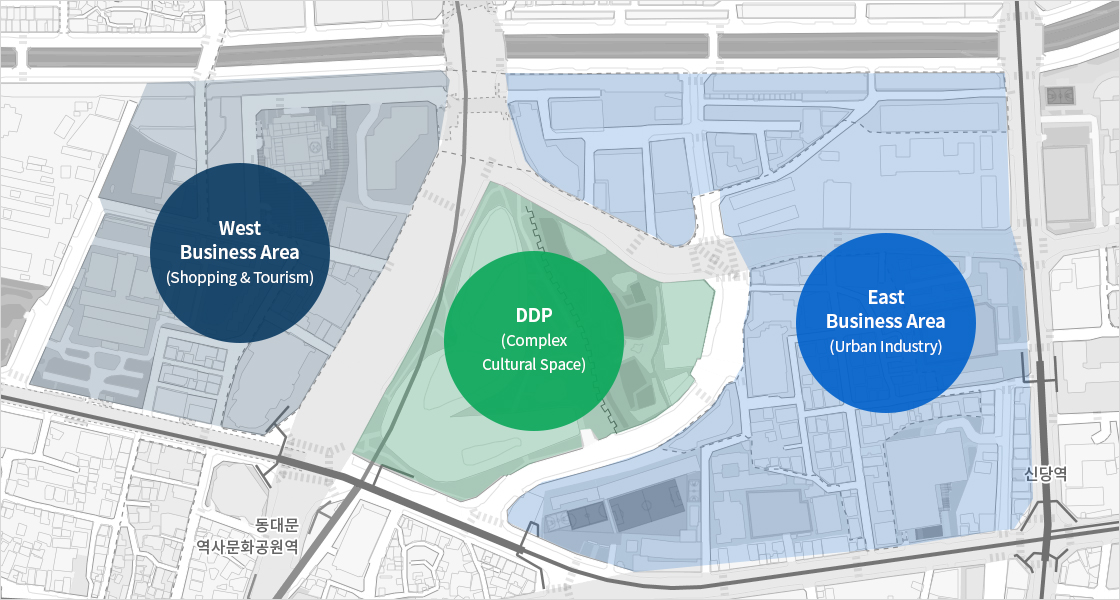 West
Business Area
(Shopping & Tourism)
DDP
(Complex
Cultural Space)
East
Business Area
(Urban Industry)
신당역
동대문
역사문화공원역